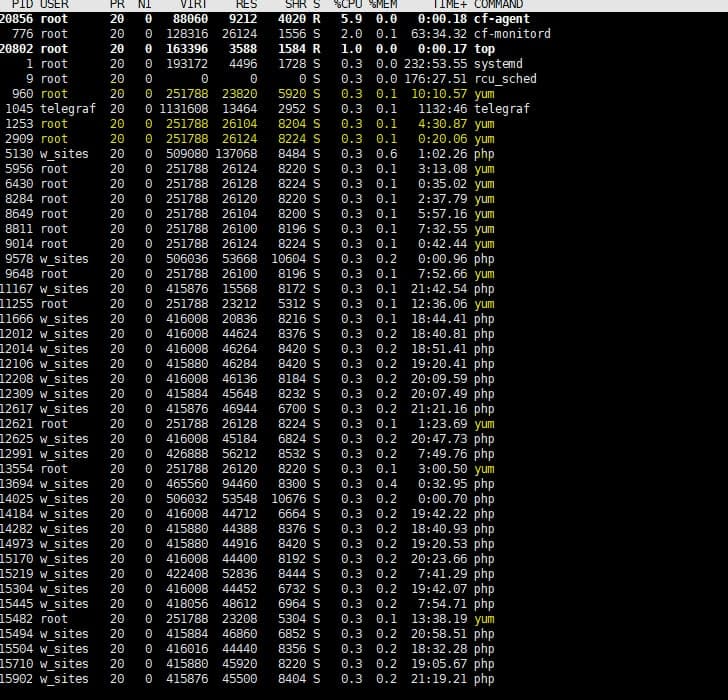 PID USER PR NI VIRT RES SHR S %CPU %MEM TIME+ COMMAND
20856 root 20 0 88060 9212 4020 R 5.9 0.0 0:00.18 cf-agent
776 root 20 0 128316 26124 1556 S 2.0 0.1 63:34.32 cf-monitord
20802 root 20 0 163396 3588 1584 R 1.0 0.0 0:00.17 top
1 root 20 0 193172 4496 1728 S 0.3 0.0 232:53.55 systemd
9 root 20 0 0 0 0 S 0.3 0.0 176:27.51 rcu_sched
960 root 20 0 251788 23820 5920 S 0.3 0.1 10:10.57 yum
1045 telegraf 20 0 1131608 13464 2952 S 0.3 0.1 1132:46 telegraf
1253 root 20 0 251788 26104 8204 S 0.3 0.1 4:30.87 yum
2909 root 20 0 251788 26124 8224 S 0.3 0.1 0:20.06 yum
5130 w_sites 20 0 509080 137068 8484 S 0.3 0.6 1:02.26 php
5956 root 20 0 251788 26124 8220 S 0.3 0.1 3:13.08 yum
6430 root 20 0 251788 26128 8224 S 0.3 0.1 0:35.02 yum
8284 root 20 0 251788 26120 8220 S 0.3 0.1 2:37.79 yum
8649 root 20 0 251788 26104 8200 S 0.3 0.1 5:57.16 yum
8811 root 20 0 251788 26100 8196 S 0.3 0.1 7:32.55 yum
9014 root 20 0 251788 26124 8224 S 0.3 0.1 0:42.44 yum
9578 w_sites 20 0 506036 53668 10604 S 0.3 0.2 0:00.96 php
9648 root 20 0 251788 26100 8196 S 0.3 0.1 7:52.66 yum
11167 w_sites 20 0 415876 15568 8172 S 0.3 0.1 21:42.54 php
11255 root 20 0 251788 23212 5312 S 0.3 0.1 12:36.06 yum
11666 w_sites 20 0 416008 20836 8216 S 0.3 0.1 18:44.41 php
12012 w_sites 20 0 416008 44624 8376 S 0.3 0.2 18:40.81 php
12014 w_sites 20 0 416008 46264 8420 S 0.3 0.2 18:51.41 php
12106 w_sites 20 0 415880 46284 8420 S 0.3 0.2 19:20.41 php
12208 w_sites 20 0 416008 46136 8184 S 0.3 0.2 20:09.59 php
12309 w_sites 20 0 415884 45648 8232 S 0.3 0.2 20:07.49 php
12617 w_sites 20 0 415876 46944 6700 S 0.3 0.2 21:21.16 php
12621 root 20 0 251788 26128 8224 S 0.3 0.1 1:23.69 yum
12625 w_sites 20 0 416008 45184 6824 S 0.3 0.2 20:47.73 php
12991 w_sites 20 0 426888 56212 8532 S 0.3 0.2 7:49.76 php
13554 root 20 0 251788 26120 8220 S 0.3 0.1 3:00.50 yum
13694 w_sites 20 0 465560 94460 8300 S 0.3 0.4 0:32.95 php
14025 w_sites 20 0 506032 53548 10676 S 0.3 0.2 0:00.70 php
14184 w_sites 20 0 416008 44712 6664 S 0.3 0.2 19:42.22 php
14282 w_sites 20 0 415880 44388 8376 S 0.3 0.2 18:40.93 php
14973 w_sites 20 0 415880 44916 8420 S 0.3 0.2 19:20.53 php
15170 w_sites 20 0 416008 44400 8192 S 0.3 0.2 20:23.66 php
15219 w_sites 20 0 422408 52836 8444 S 0.3 0.2 7:41.29 php
15304 w_sites 20 0 416008 44452 6732 S 0.3 0.2 19:42.07 php
15445 w_sites 20 0 418056 48612 6964 S 0.3 0.2 7:54.71 php
15482 root 20 0 251788 23208 5304 S 0.3 0.1 13:38.19 yum
15494 w_sites 20 0 415884 46860 6852 S 0.3 0.2 20:58.51 php
15504 w_sites 20 0 416016 44440 8356 S 0.3 0.2 18:32.28 php
15710 w_sites 20 0 415880 45920 8220 S 0.3 0.2 19:05.67 php
15902 w_sites 20 0 415876 45500 8404 S 0.3 0.2 21:19.21 php